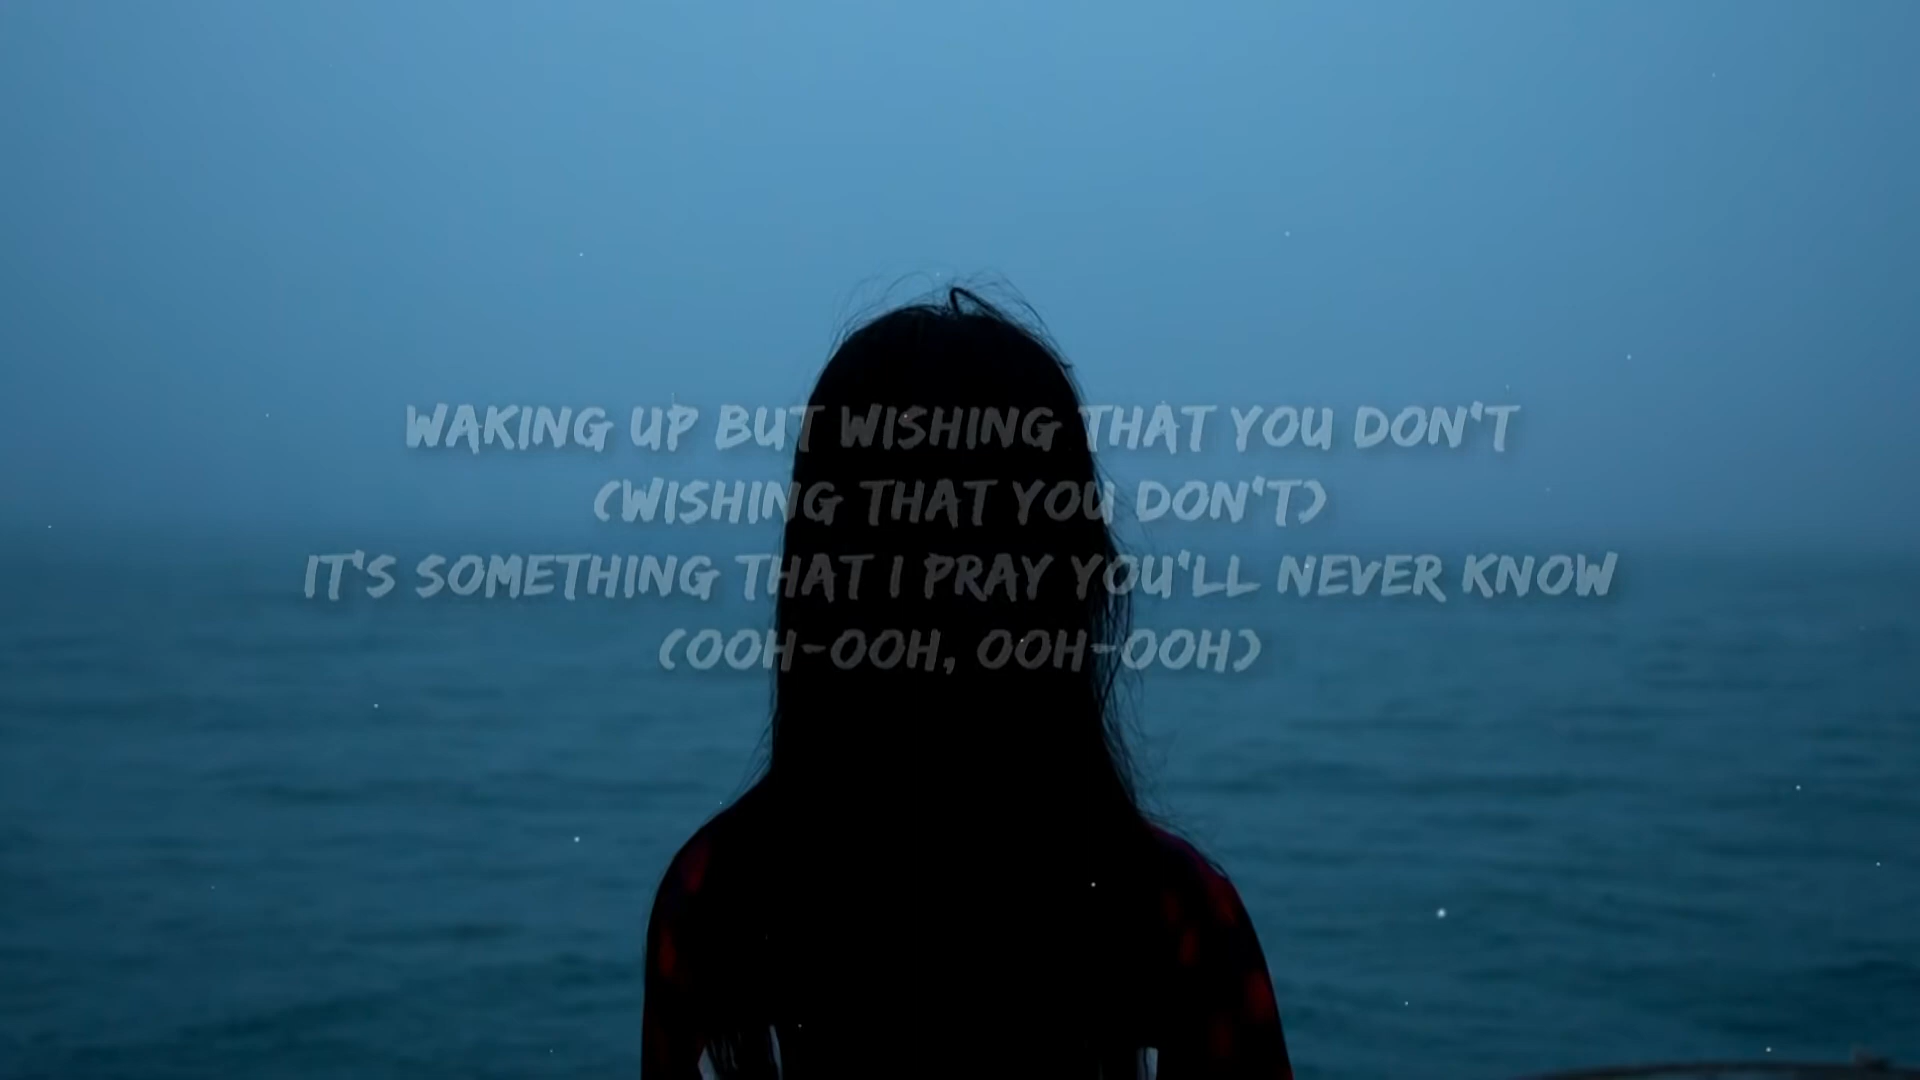 WAKING UP BUT WISHING THAT YOU DON'T
(WISHING THAT YOU DON'T)
IT'S SOMETHING THAT I PRAY YOU'LL NEVER KNOW
(OOH-OOH, OOH-OOH)